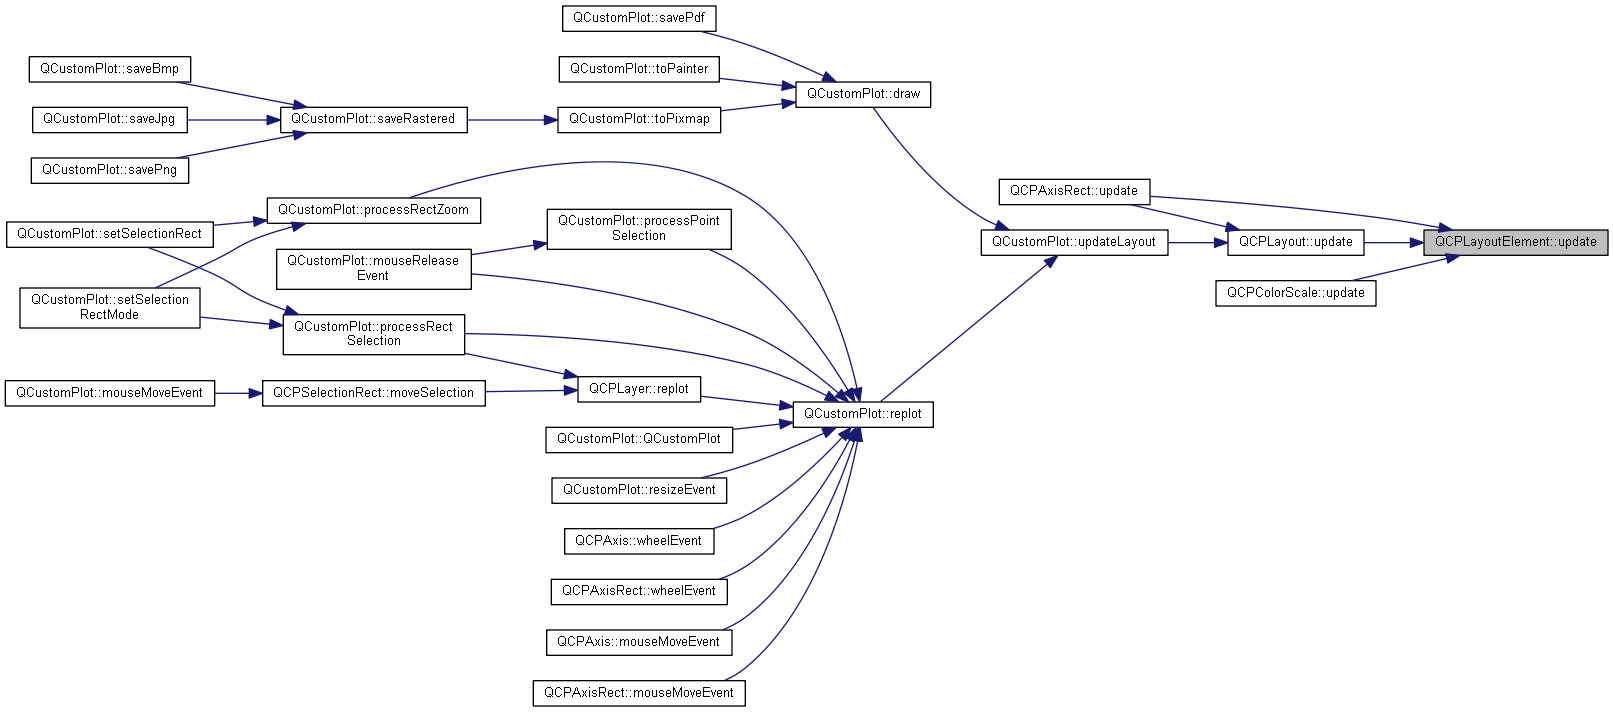 QCustomPlot::savePdf
QCustomPlot::saveBmp
QCustomPlot::toPainter
QCustomPlot::draw
QCustomPlot::saveJpg
QCustomPlot::saveRastered
QCustomPlot::toPixmap
QCustomPlot::savePng
QCPAxisRect::update
QCustomPlot::processRectZoom
QCustomPlot::setSelectionRect
QCustomPlot::processPoint
Selection
QCustomPlot::updateLayout
QCPLayout::update
QCPLayoutElement::update
QCustomPlot::mouseRelease
Event
QCPColorScale::update
QCustomPlot::setSelection
RectMode
QCustomPlot::processRect
Selection
QCustomPlot::mouseMoveEvent
QCPSelectionRect::moveSelection
QCPLayer::replot
QCustomPlot::replot
QCustomPlot::QCustomPlot
QCustomPlot::resizeEvent
QCPAxis::wheelEvent
QCPAxisRect::wheelEvent
QCPAxis::mouseMoveEvent
QCPAxisRect::mouseMoveEvent